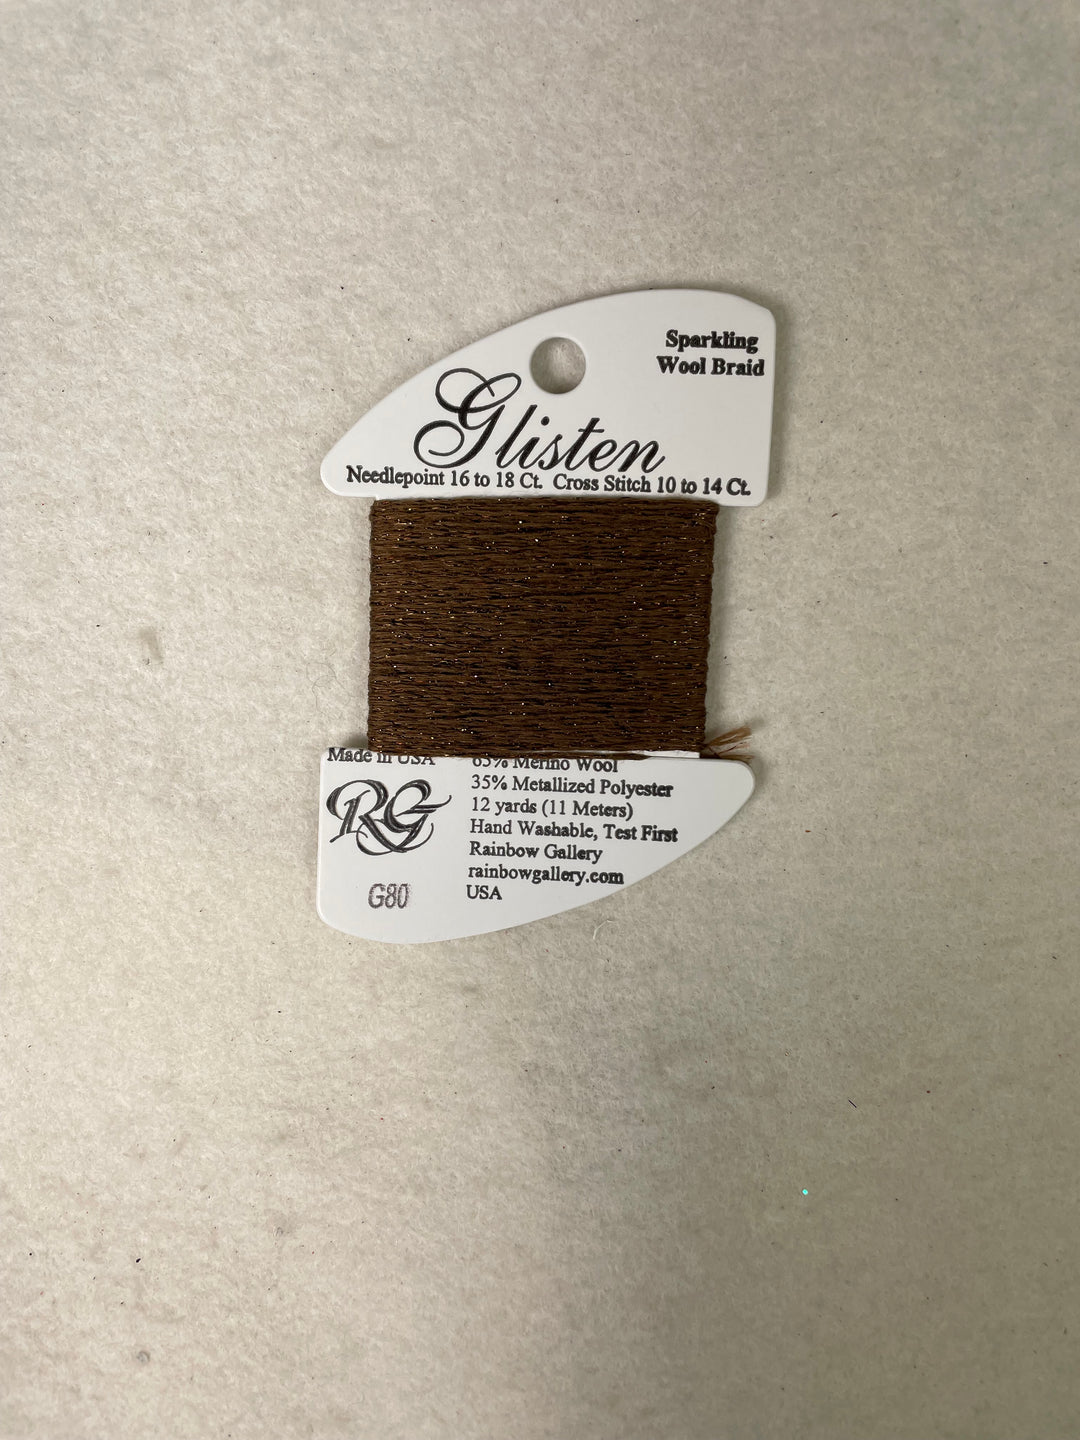 Sparkling
Wool Braid
Glisten
Needlepoint 16 to 18 Ct. Cross Stitch 10 to 14 Ct.
Made in USA
65% Merino Wool
35% Metallized Polyester
12 yards (11 Meters)
Hand Washable, Test First
Rainbow Gallery
rainbowgallery.com
USA
RG
G80